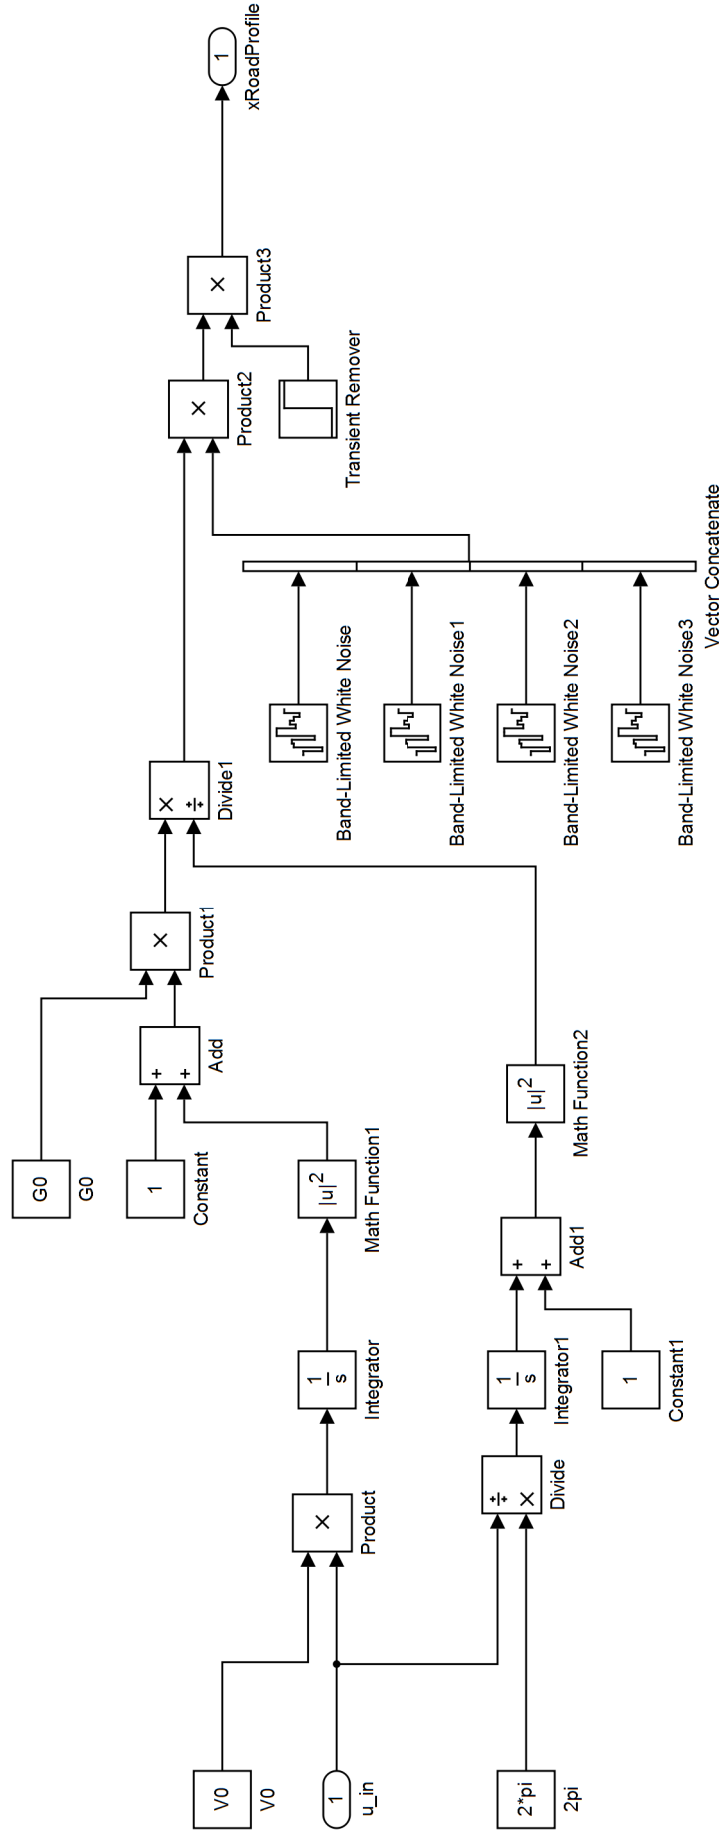 V0
V0
1
u_in
2*pi
2pi
×
Product
÷
×
Divide
1
s
Integrator
1
s
Integrator1
1
Constant1
G0
G0
1
Constant
|u|2
Math Function1
+
+
Add1
|u|2
Math Function2
+
+
Add
×
Product1
×
÷
Divide1
Band-Limited White Noise
Band-Limited White Noise1
Band-Limited White Noise2
Band-Limited White Noise3
Vector Concatenate
×
Product2
Transient Remover
×
Product3
1
xRoadProfile